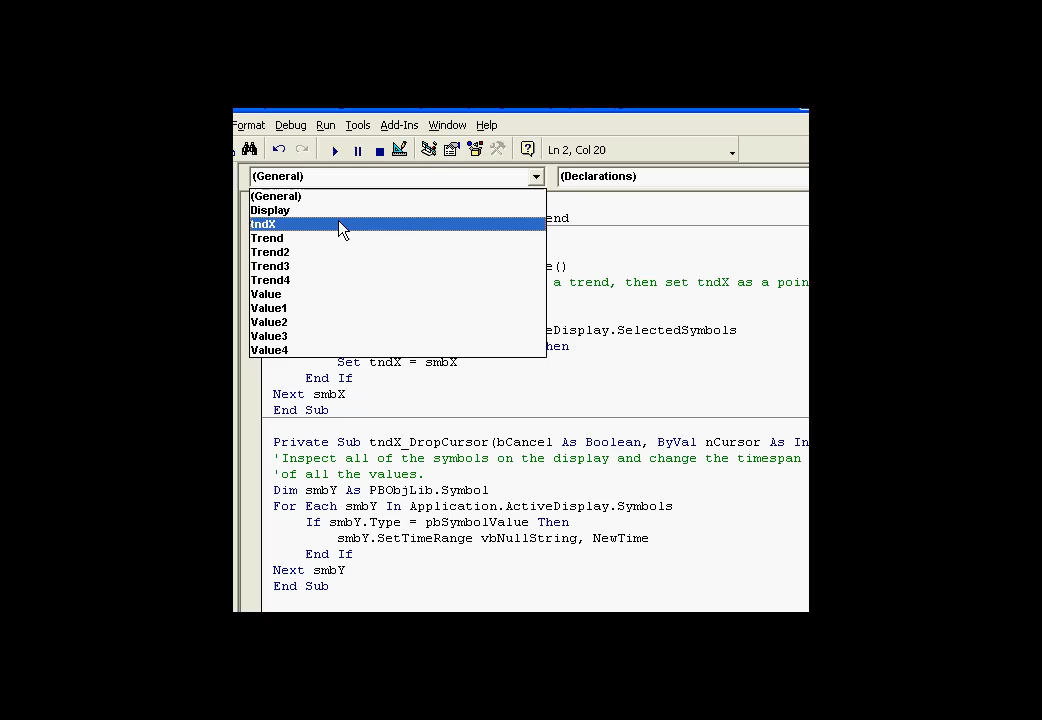 Format Debug Run Tools Add-Ins Window Help
Ln 2, Col 20
(General) (Declarations)
(General)
Display
tndX
Trend
Trend2
Trend3
Trend4
Value
Value1
Value2
Value3
Value4
end
e()
a trend, then set tndX as a poin
eDisplay.SelectedSymbols
hen
Set tndX = smbX
End If
Next smbX
End Sub
Private Sub tndX_DropCursor(bCancel As Boolean, ByVal nCursor As In
'Inspect all of the symbols on the display and change the timespan
'of all the values.
Dim smbY As PBObjLib.Symbol
For Each smbY In Application.ActiveDisplay.Symbols
If smbY.Type = pbSymbolValue Then
smbY.SetTimeRange vbNullString, NewTime
End If
Next smbY
End Sub